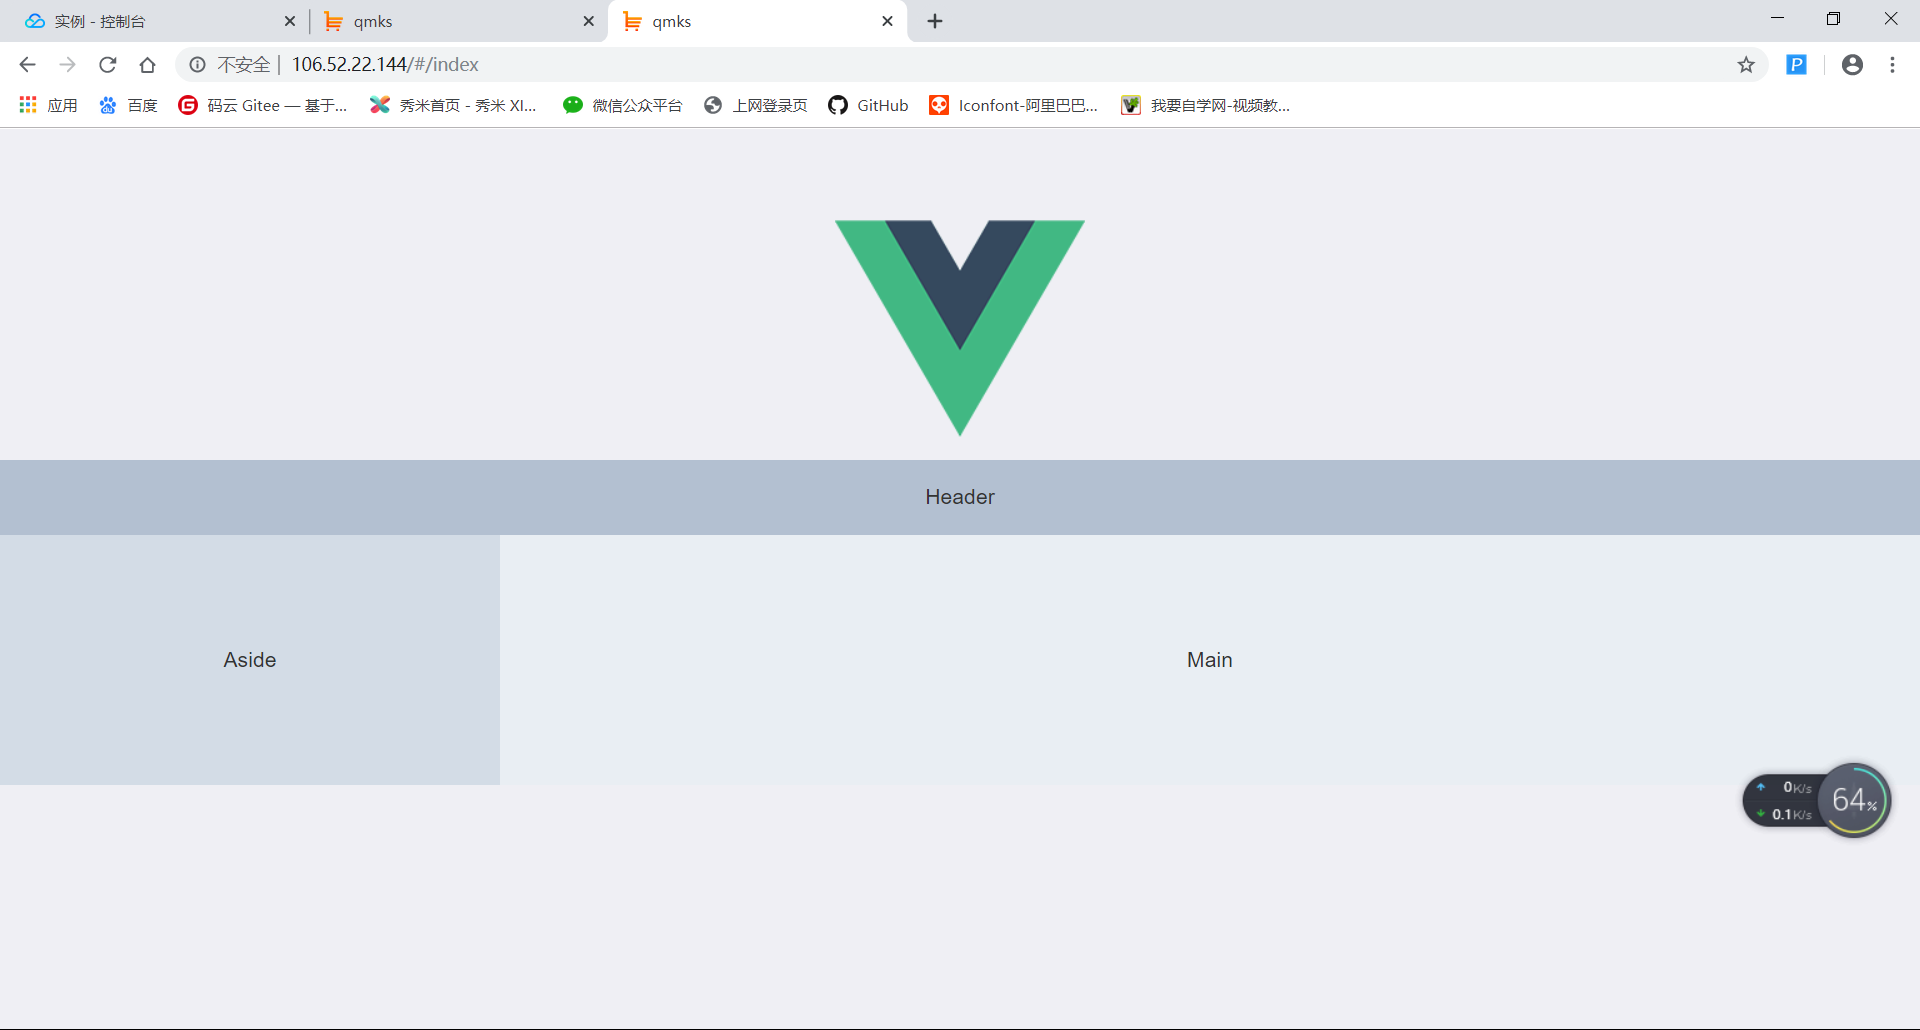 实例 - 控制台
qmks
qmks
不安全 | 106.52.22.144/#/index
P
应用 百度 码云 Gitee — 基于... 秀米首页 - 秀米 XI... 微信公众平台 上网登录页 GitHub Iconfont-阿里巴巴... 我要自学网-视频教...
Header
Aside
Main
0K/s
0.1K/s
64%